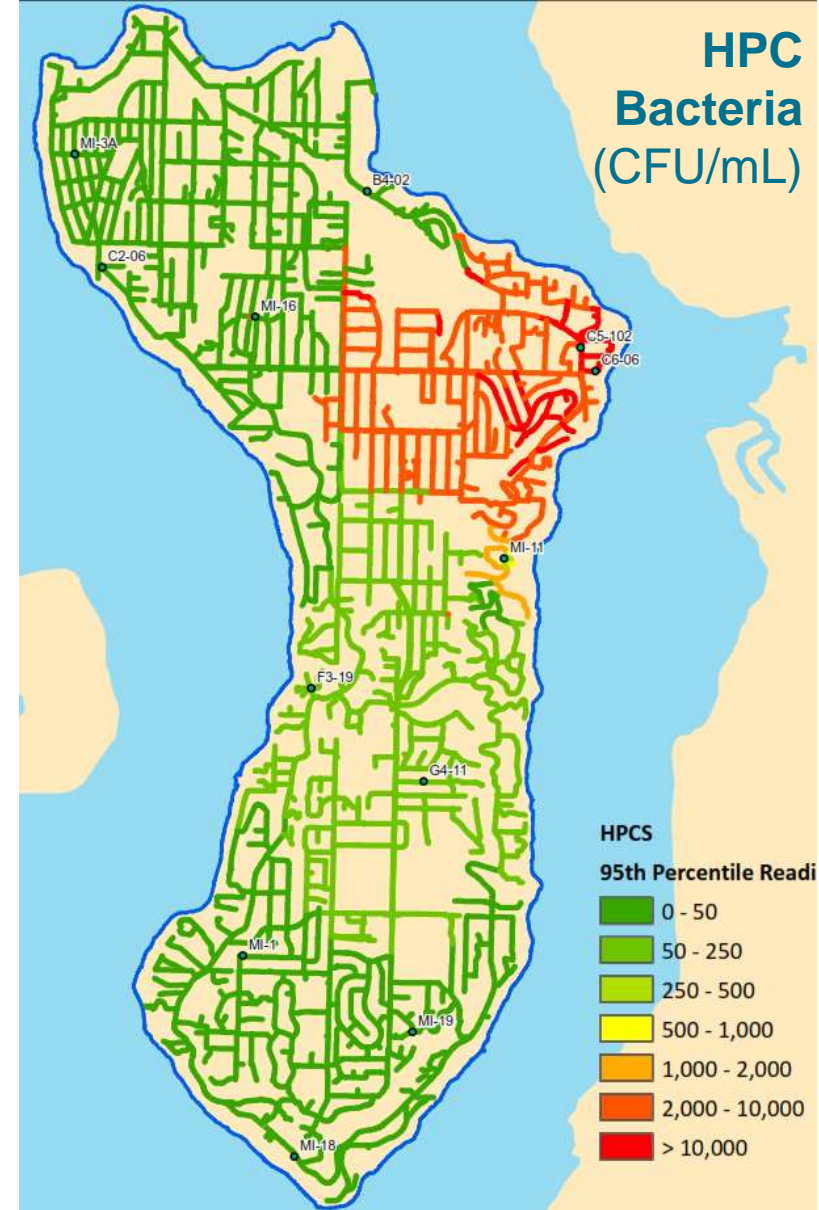 HPC
Bacteria
(CFU/mL)
MI-3A
B4-02
C2-06
MI-16
C5-102
C6-06
MI-11
F3-19
G4-11
MI-1
MI-19
MI-18
HPCS
95th Percentile Readi
0 - 50
50 - 250
250 - 500
500 - 1,000
1,000 - 2,000
2,000 - 10,000
> 10,000